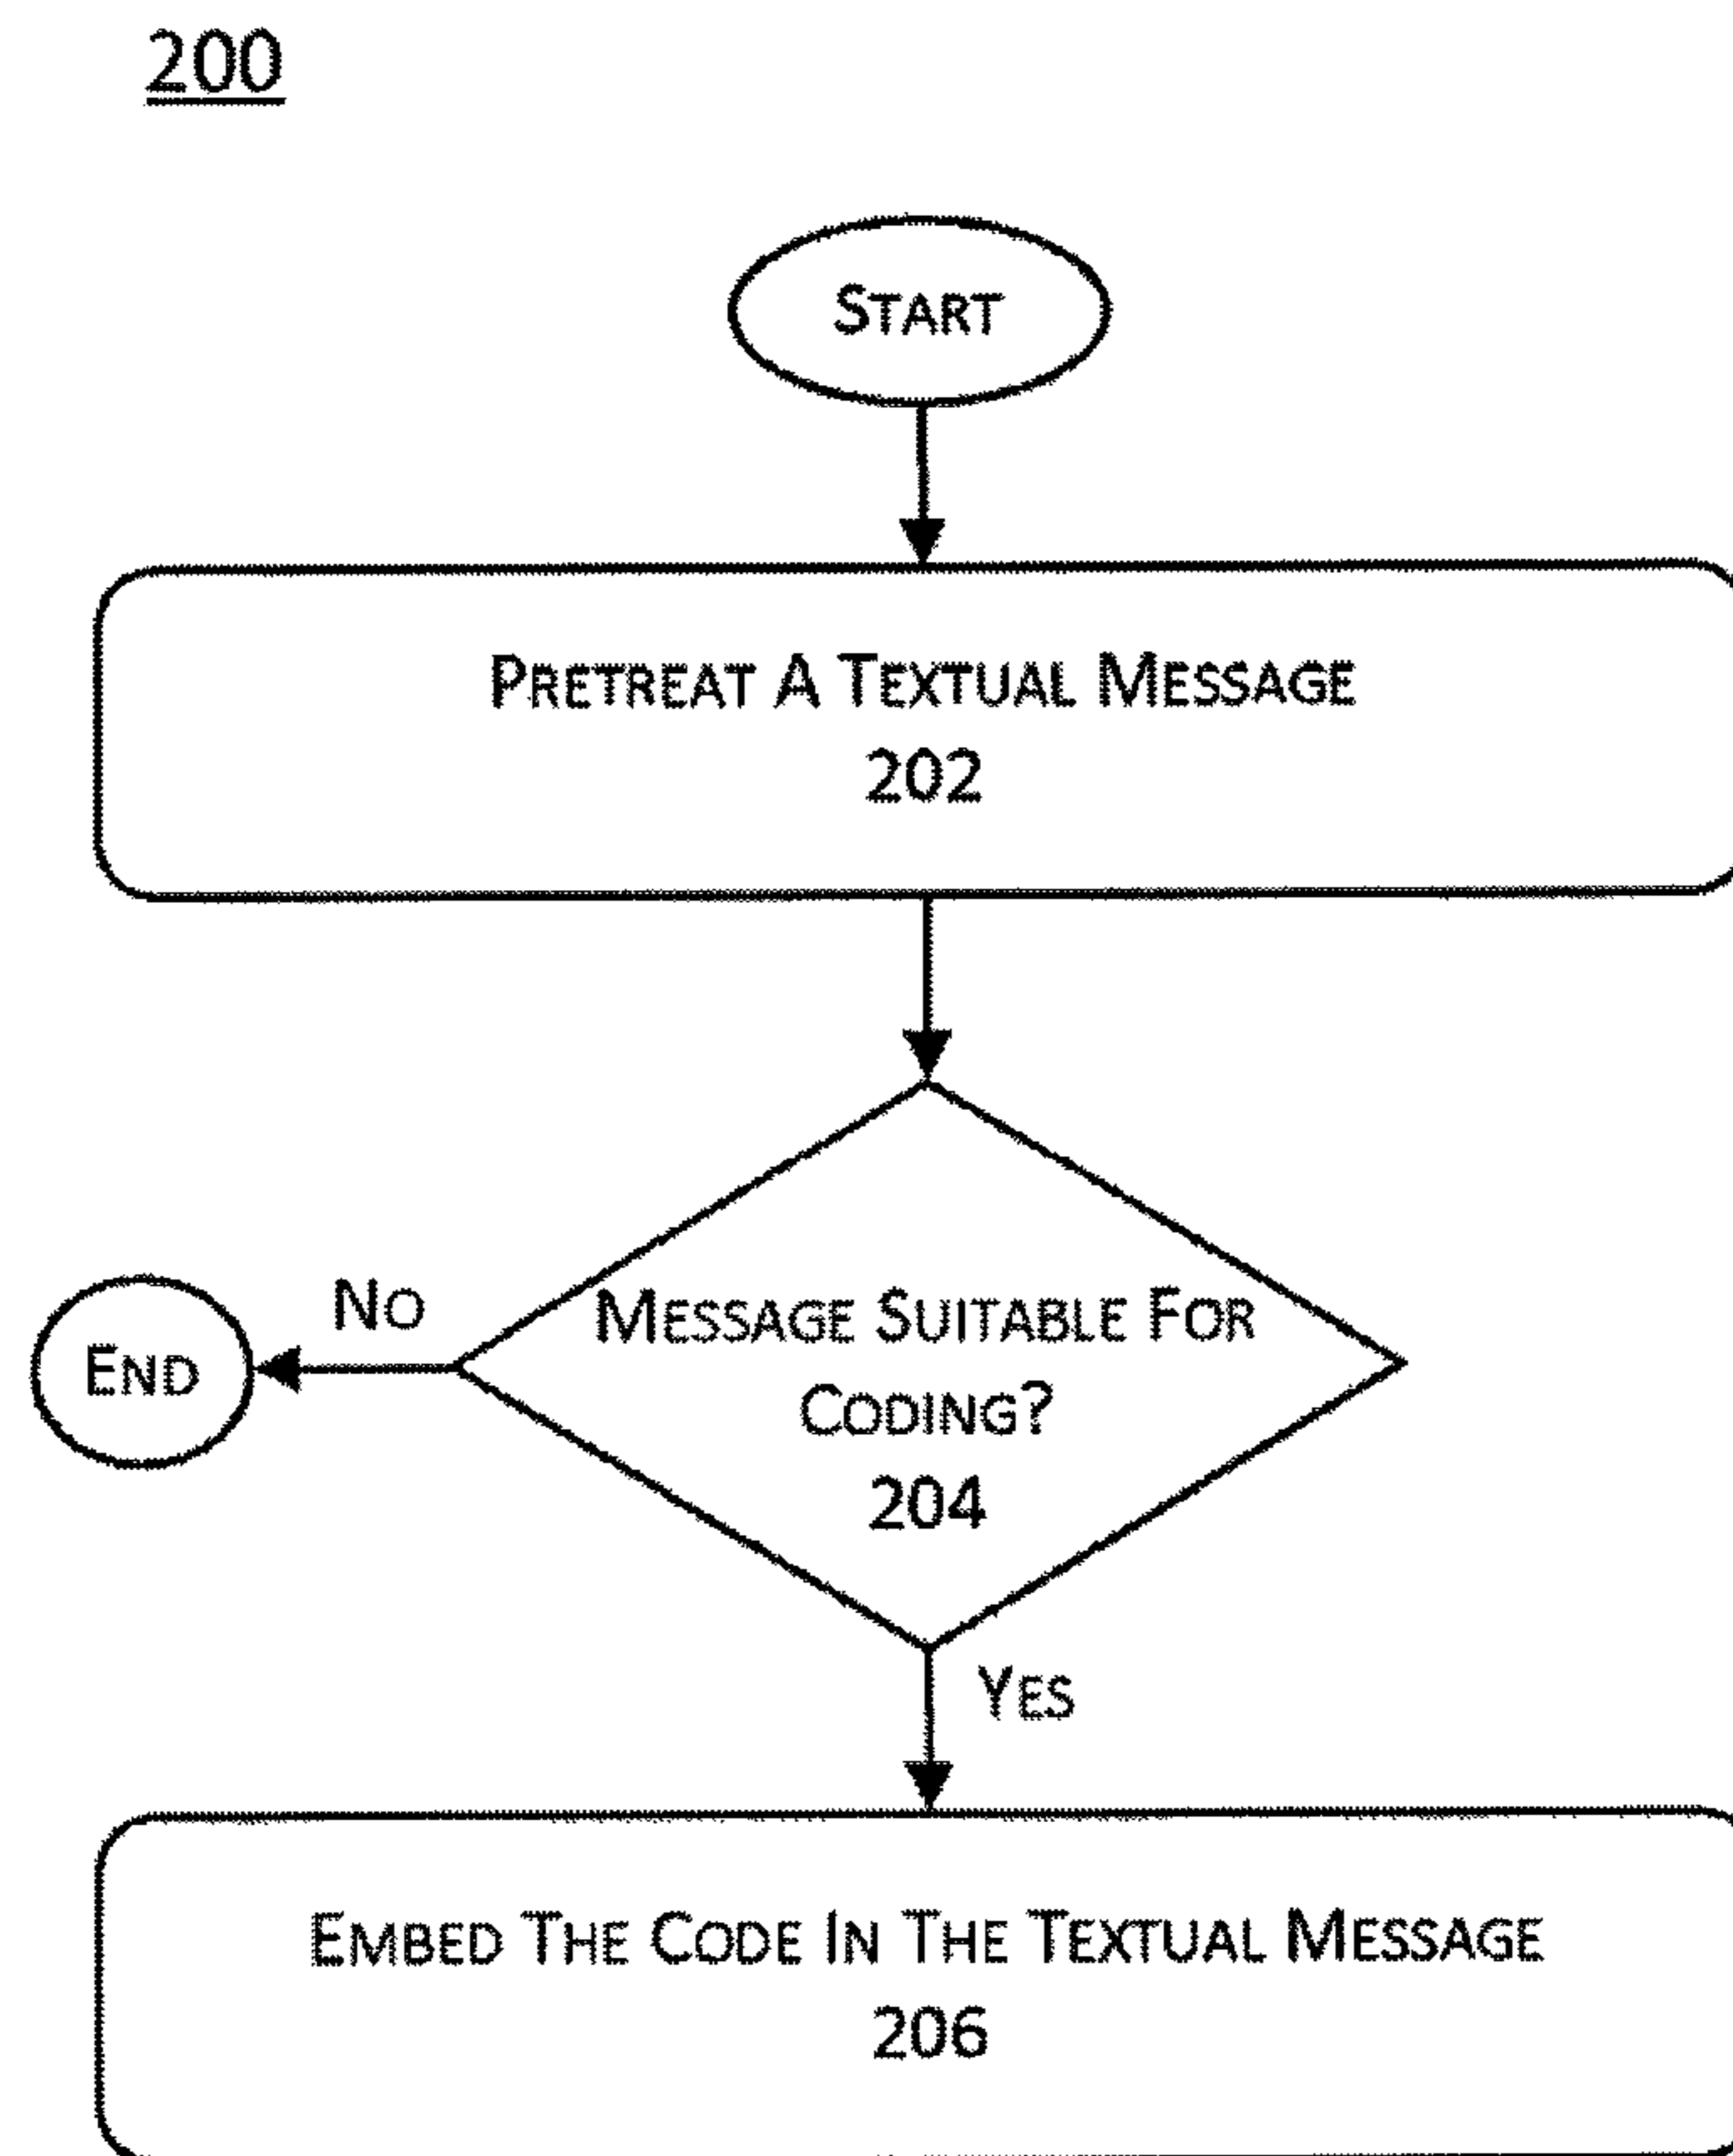 200
START
PRETREAT A TEXTUAL MESSAGE
202
MESSAGE SUITABLE FOR
CODING?
204
NO
END
YES
EMBED THE CODE IN THE TEXTUAL MESSAGE
206